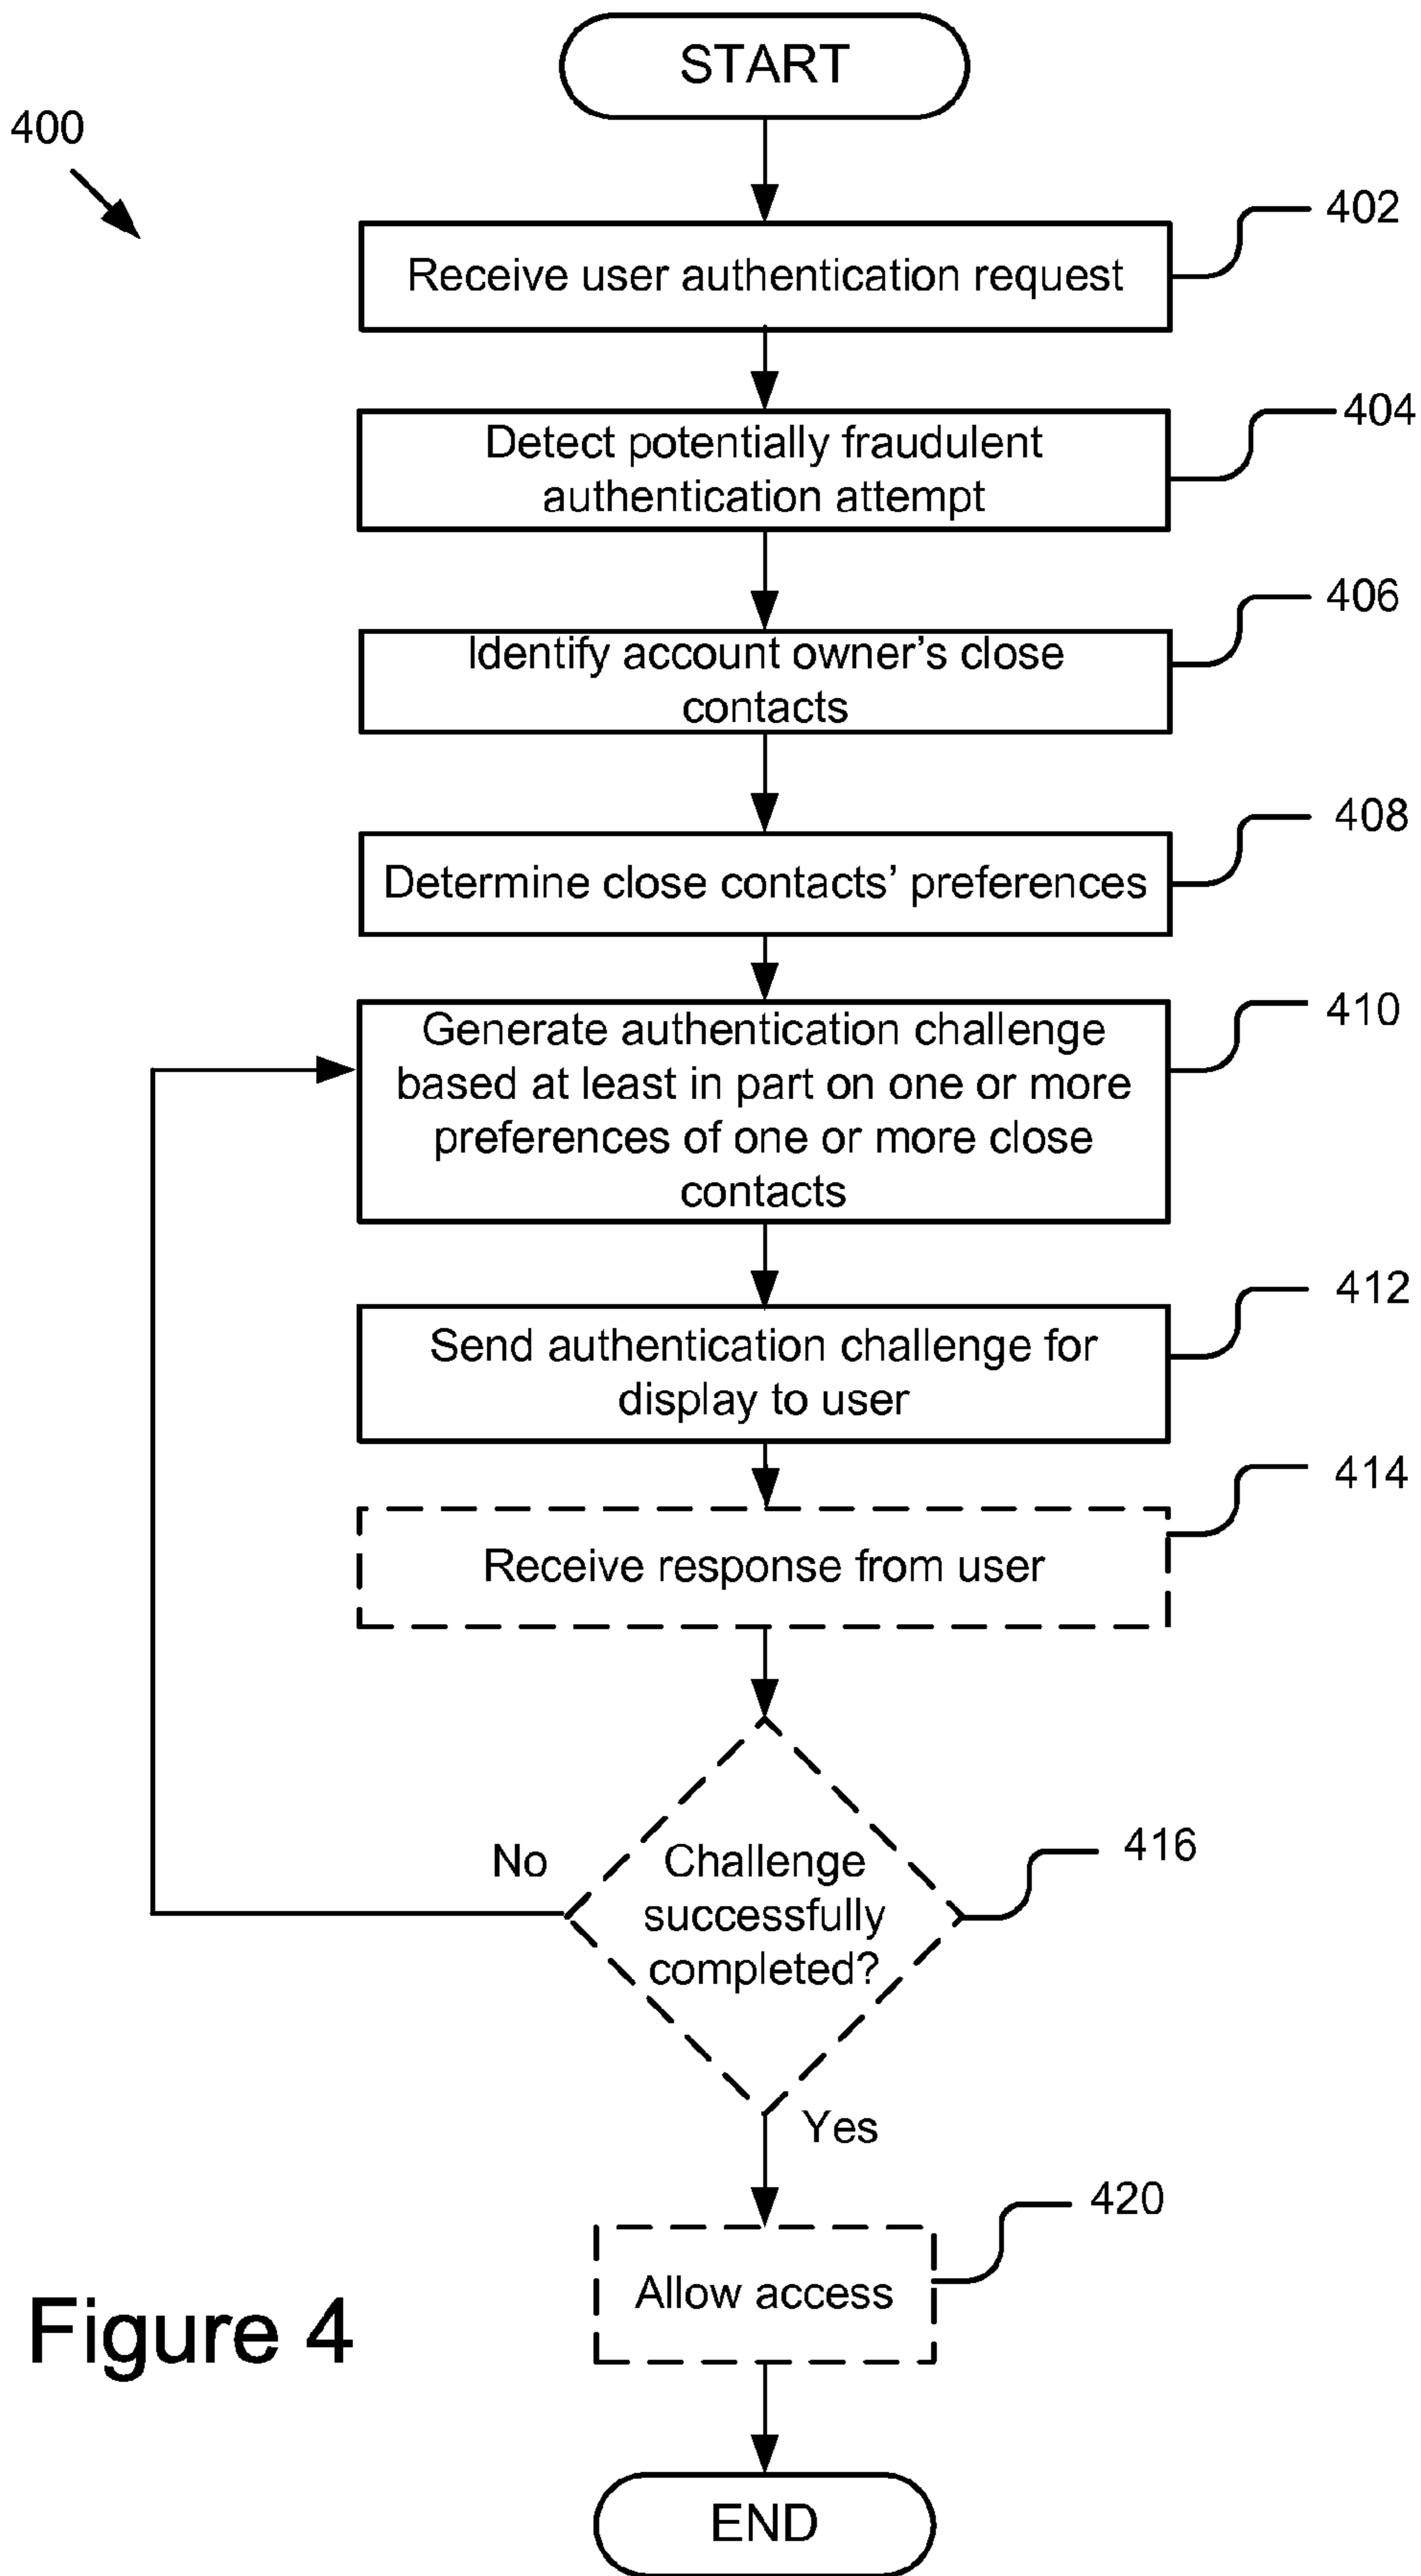 START
400
402
Receive user authentication request
404
Detect potentially fraudulent
authentication attempt
406
Identify account owner’s close
contacts
408
Determine close contacts’ preferences
410
Generate authentication challenge
based at least in part on one or more
preferences of one or more close
contacts
412
Send authentication challenge for
display to user
414
Receive response from user
416
No
Challenge
successfully
completed?
Yes
420
Allow access
Figure 4
END